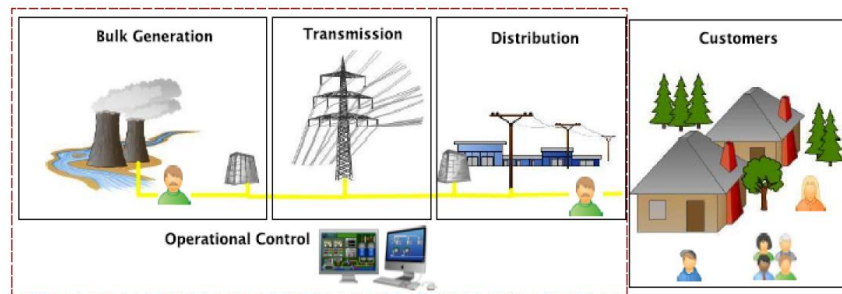 Bulk Generation
Transmission
Distribution
Customers
Operational Control